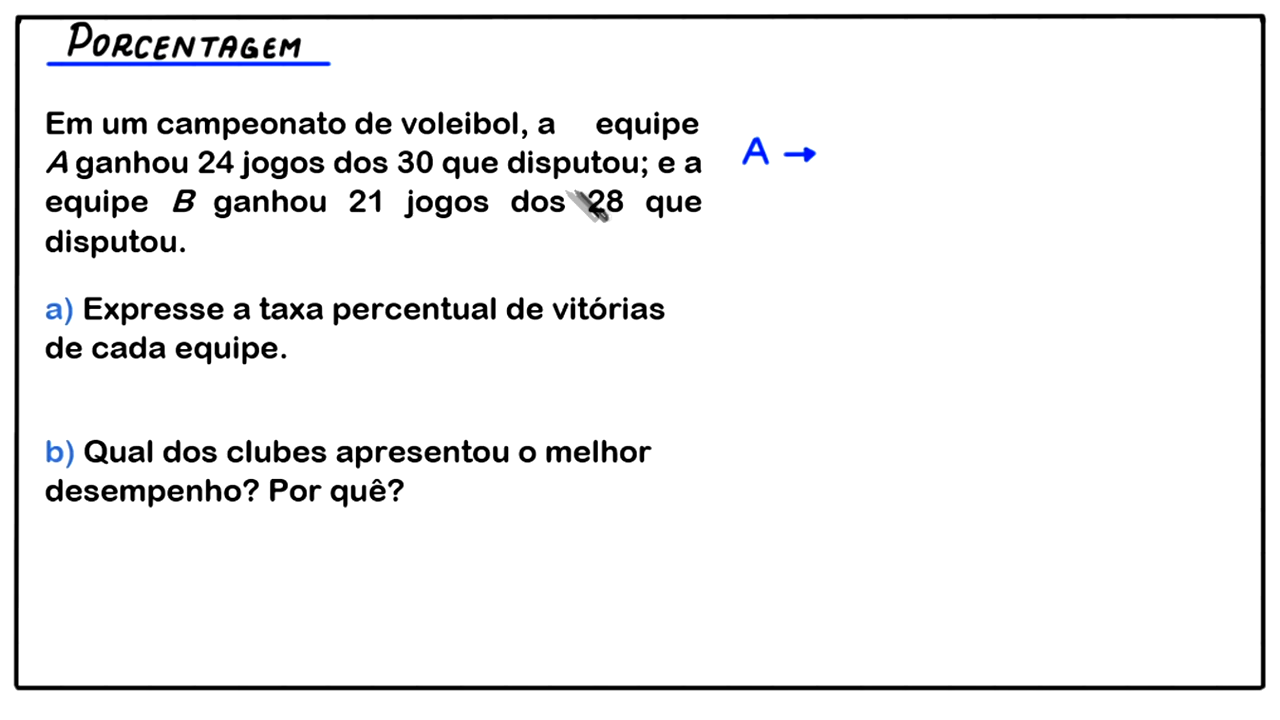 PORCENTAGEM
Em um campeonato de voleibol, a equipe
A ganhou 24 jogos dos 30 que disputou; e a
equipe B ganhou 21 jogos dos 28 que
disputou.
A →
a) Expresse a taxa percentual de vitórias
de cada equipe.
b) Qual dos clubes apresentou o melhor
desempenho? Por quê?